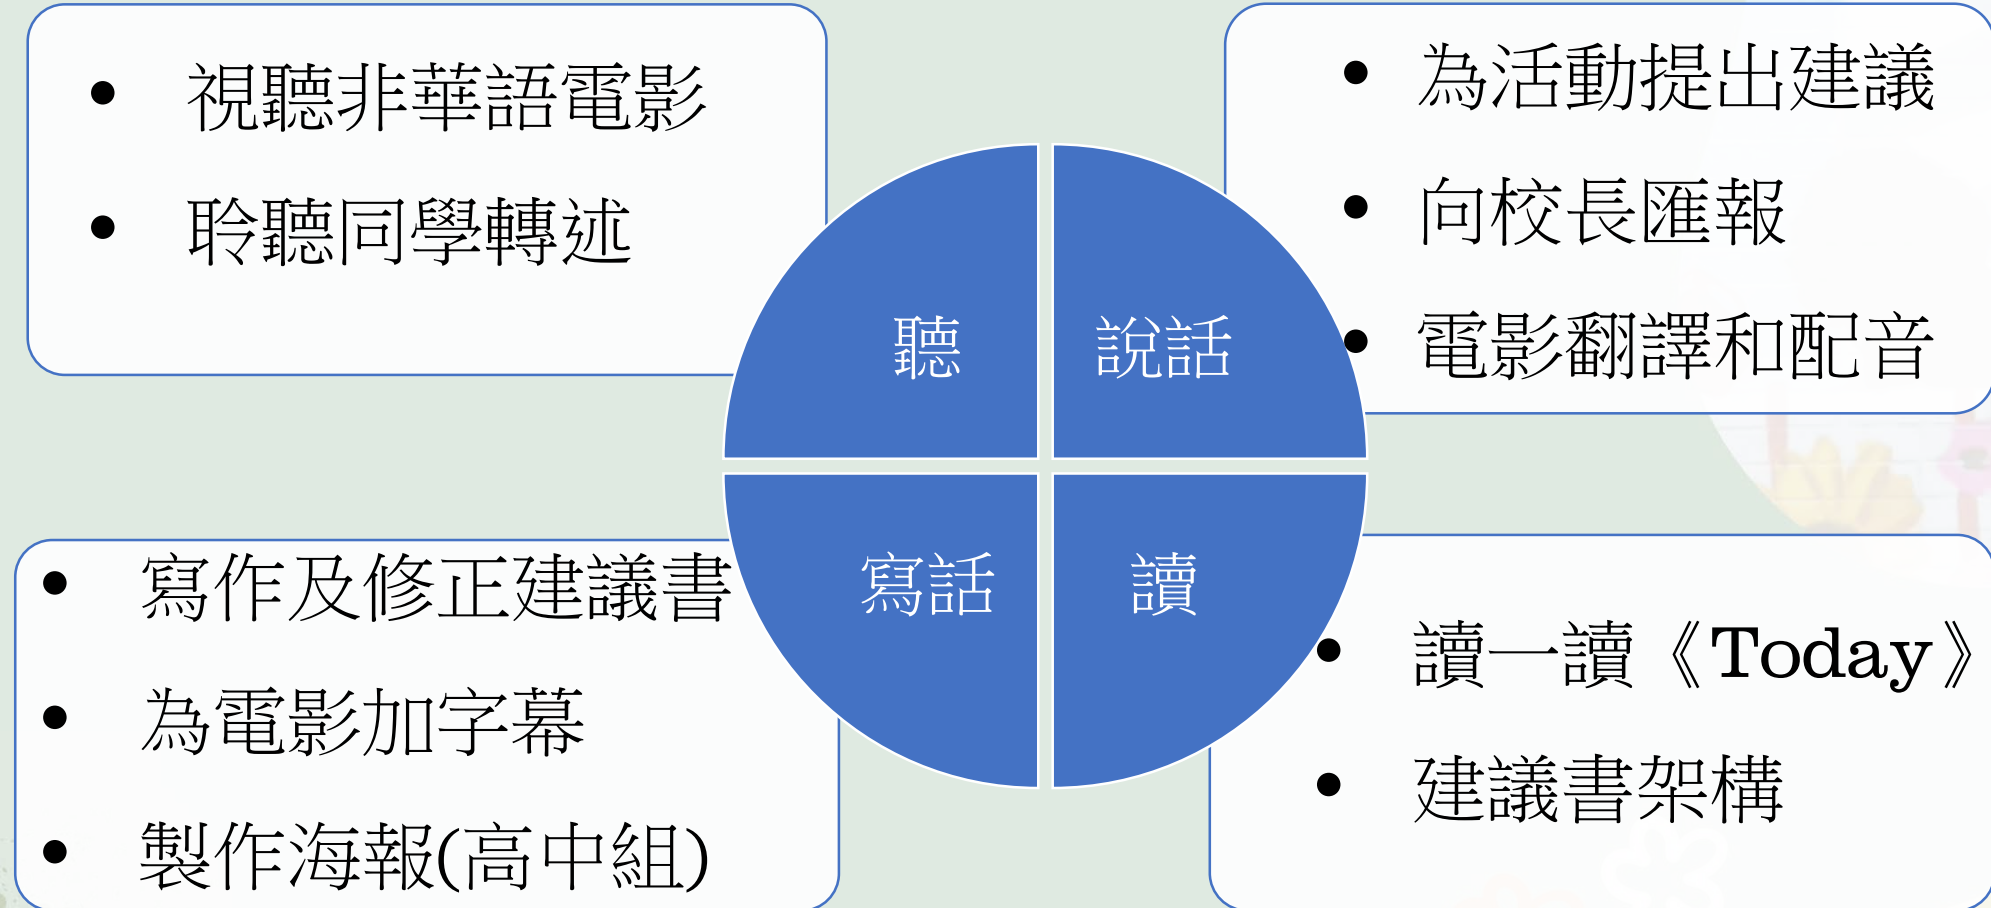 • 視聽非華語電影
• 聆聽同學轉述
• 為活動提出建議
• 向校長匯報
• 電影翻譯和配音
聽
說話
寫話
讀
• 寫作及修正建議書
• 為電影加字幕
• 製作海報(高中組)
• 讀一讀《Today》
• 建議書架構